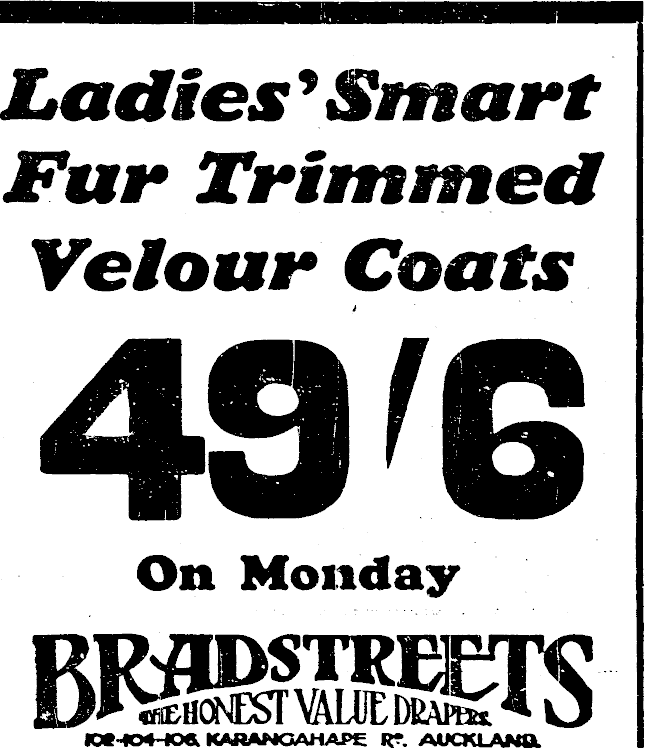 Ladies' Smart
Fur Trimmed
Velour Coats
49/6
On Monday
BRADSTREETS
THE HONEST VALUE DRAPERS.
102-104-106, KARANGAHAPE Rd. AUCKLAND.